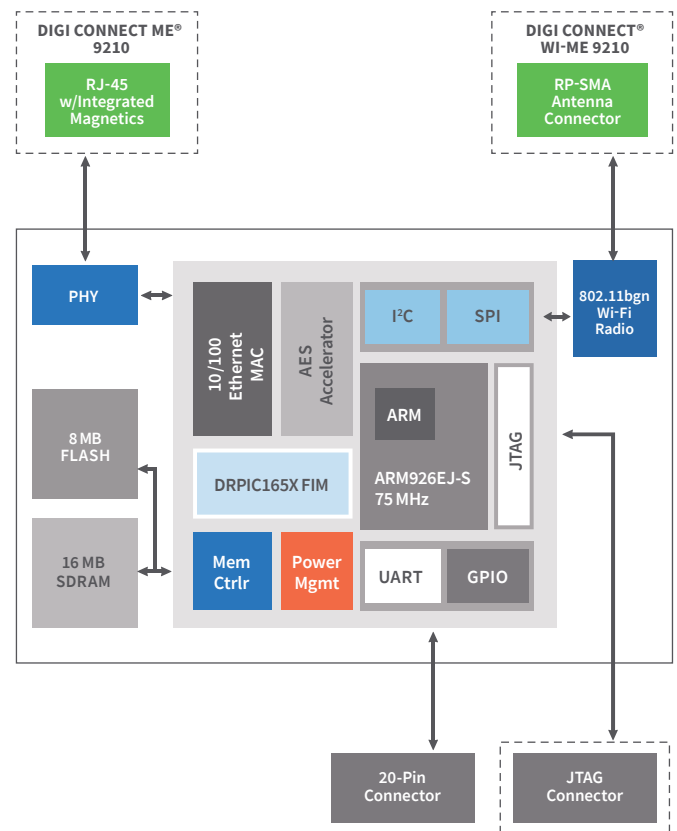 DIGI CONNECT ME®
9210
RJ-45
w/Integrated
Magnetics
DIGI CONNECT®
WI-ME 9210
RP-SMA
Antenna
Connector
PHY
10/100
Ethernet
MAC
AES
Accelerator
I²C
SPI
802.11bgn
Wi-Fi
Radio
8 MB
FLASH
ARM
ARM926EJ-S
75 MHz
JTAG
DRPIC165X FIM
16 MB
SDRAM
Mem
Ctrlr
Power
Mgmt
UART
GPIO
20-Pin
Connector
JTAG
Connector